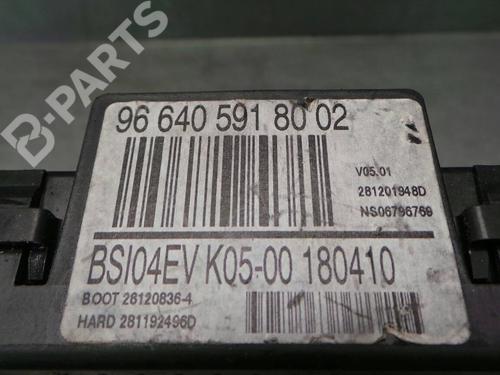 B-PARTS
96 640 591 80 02
V05.01
281201948D
NS06796769
BSI04EV K05-00 180410
BOOT 28120836-4
HARD 281192496D